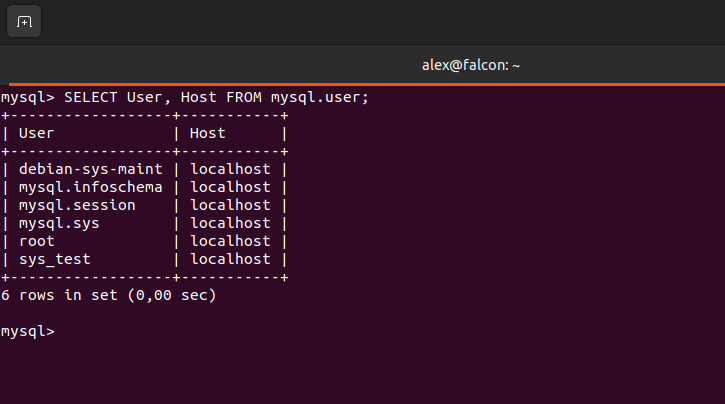 alex@falcon: ~
mysql> SELECT User, Host FROM mysql.user;
+------------------+-----------+
| User             | Host      |
+------------------+-----------+
| debian-sys-maint | localhost |
| mysql.infoschema | localhost |
| mysql.session    | localhost |
| mysql.sys        | localhost |
| root             | localhost |
| sys_test         | localhost |
+------------------+-----------+
6 rows in set (0,00 sec)
mysql>